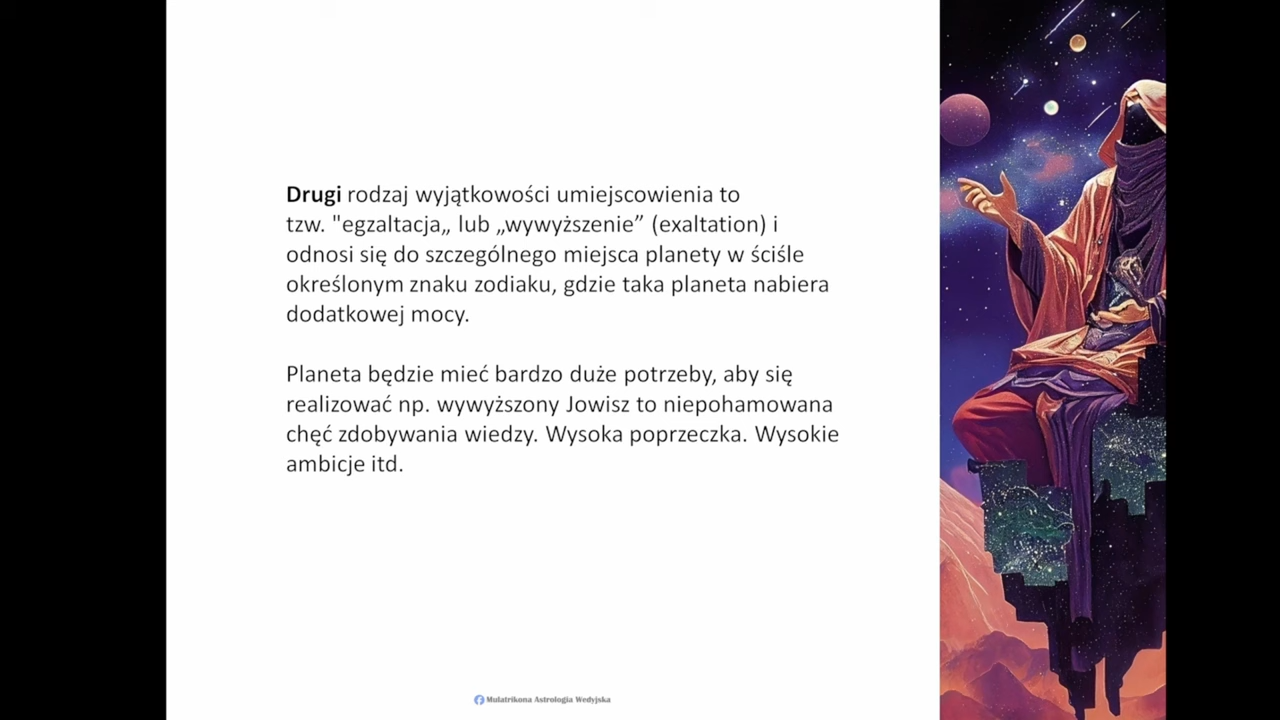 Drugi rodzaj wyjątkowości umiejscowienia to
tzw. "egzaltacja„ lub „wywyższenie” (exaltation) i
odnosi się do szczególnego miejsca planety w ściśle
określonym znaku zodiaku, gdzie taka planeta nabiera
dodatkowej mocy.
Planeta będzie mieć bardzo duże potrzeby, aby się
realizować np. wywyższony Jowisz to niepohamowana
chęć zdobywania wiedzy. Wysoka poprzeczka. Wysokie
ambicje itd.
Mulatrikona Astrologia Wedyjska